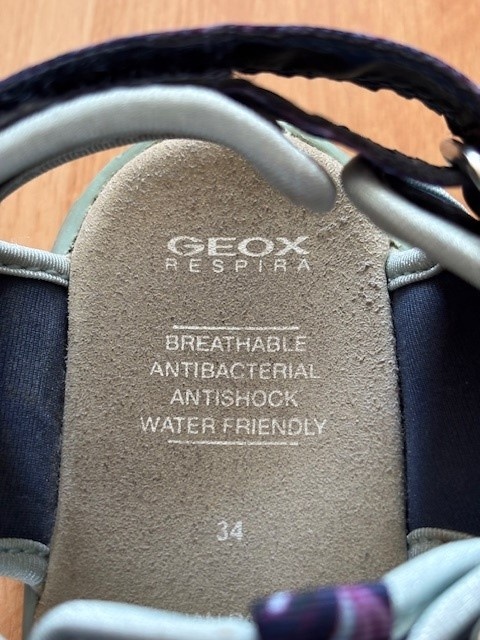 GEOX
RESPIRA
BREATHABLE
ANTIBACTERIAL
ANTISHOCK
WATER FRIENDLY
34